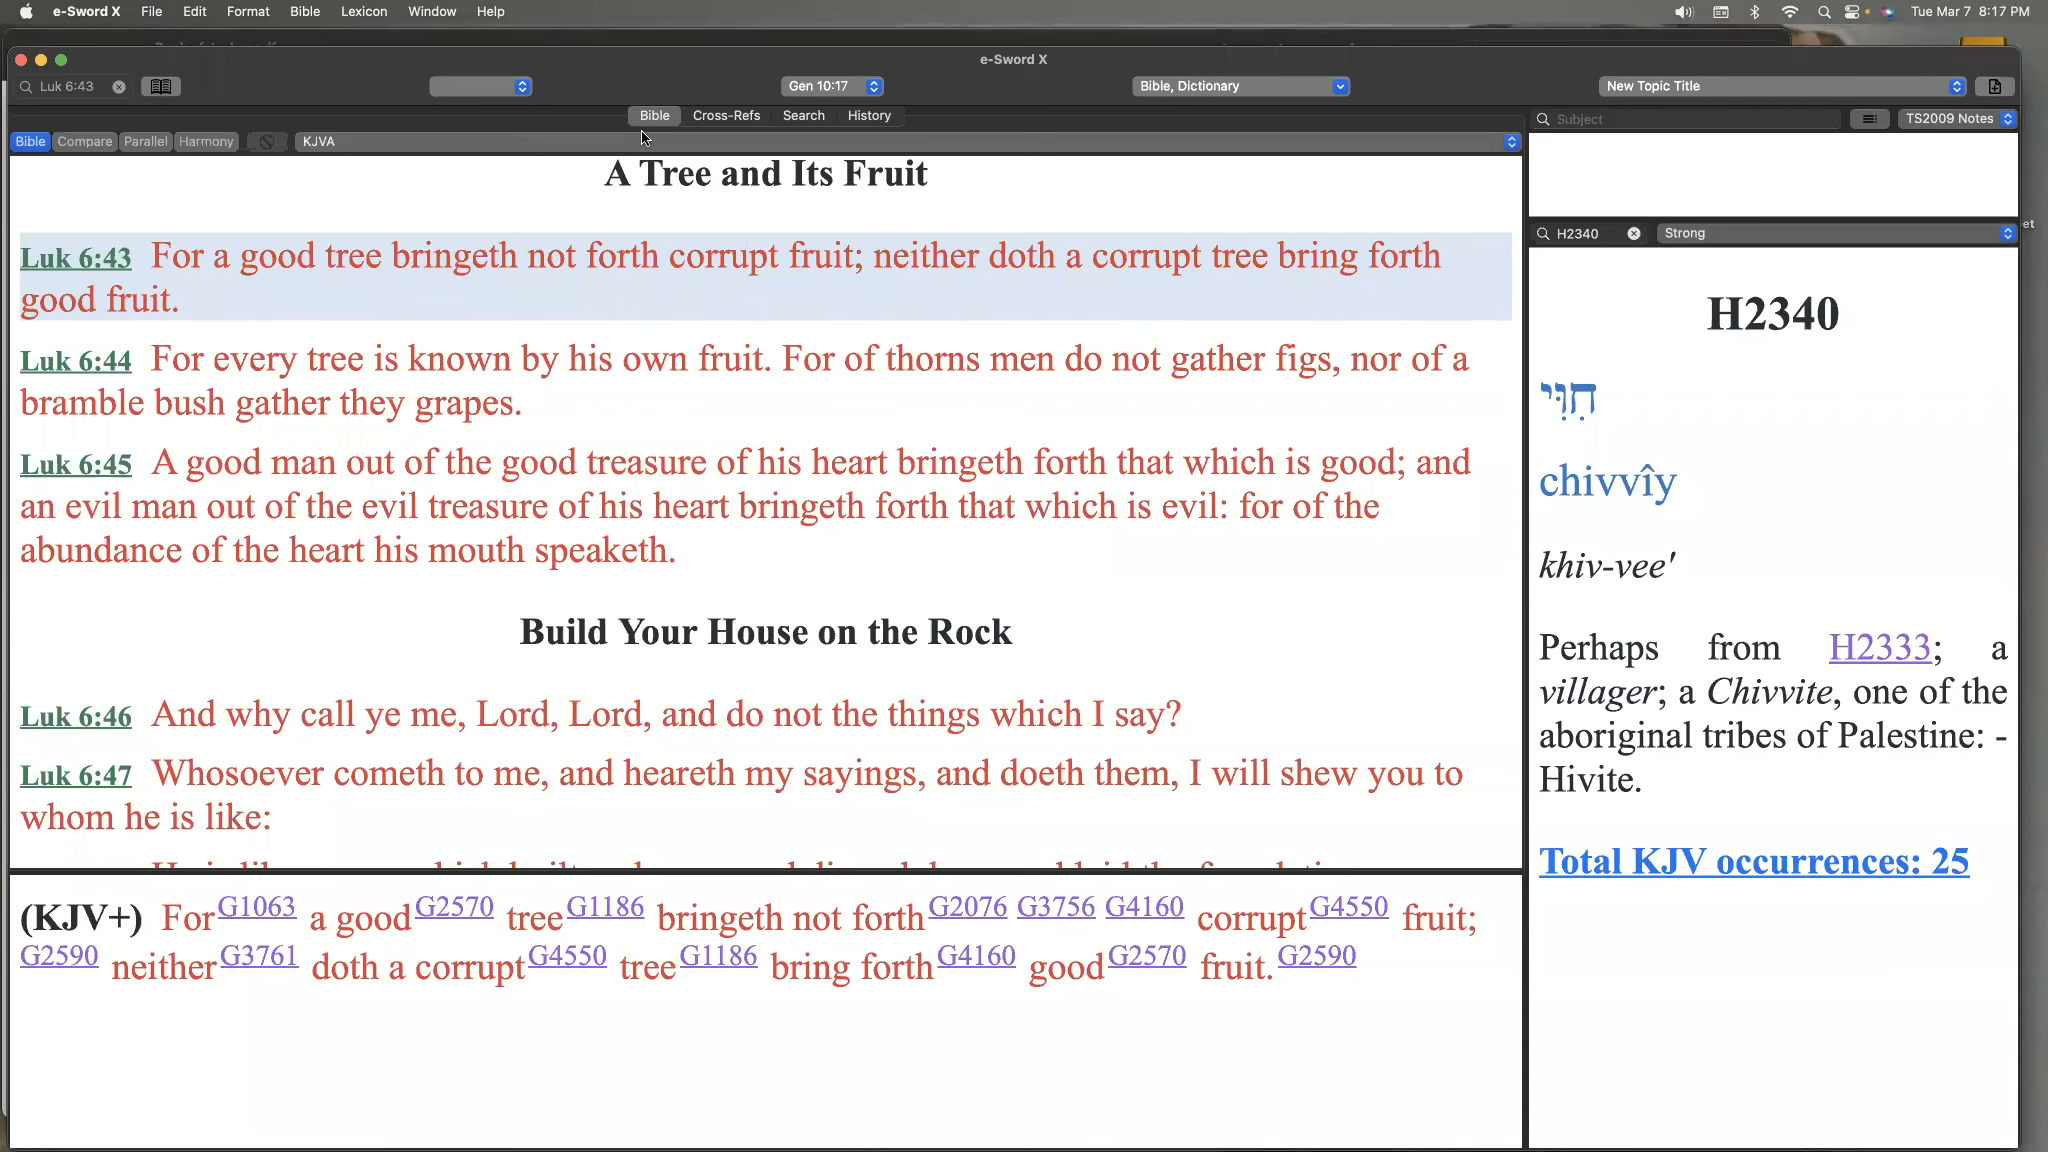 e-Sword X File Edit Format Bible Lexicon Window Help Tue Mar 7 8:17 PM
e-Sword X
Luk 6:43 Gen 10:17 Bible, Dictionary New Topic Title
Bible Cross-Refs Search History
Subject TS2009 Notes
Bible Compare Parallel Harmony KJVA
A Tree and Its Fruit
Luk 6:43 For a good tree bringeth not forth corrupt fruit; neither doth a corrupt tree bring forth
good fruit.
Luk 6:44 For every tree is known by his own fruit. For of thorns men do not gather figs, nor of a
bramble bush gather they grapes.
Luk 6:45 A good man out of the good treasure of his heart bringeth forth that which is good; and
an evil man out of the evil treasure of his heart bringeth forth that which is evil: for of the
abundance of the heart his mouth speaketh.
Build Your House on the Rock
Luk 6:46 And why call ye me, Lord, Lord, and do not the things which I say?
Luk 6:47 Whosoever cometh to me, and heareth my sayings, and doeth them, I will shew you to
whom he is like:
(KJV+) For G1063 a good G2570 tree G1186 bringeth not forth G2076 G3756 G4160 corrupt G4550 fruit;
G2590 neither G3761 doth a corrupt G4550 tree G1186 bring forth G4160 good G2570 fruit. G2590
H2340 Strong
H2340
חִוִּי
chivvîy
khiv-vee'
Perhaps from H2333; a
villager; a Chivvite, one of the
aboriginal tribes of Palestine: -
Hivite.
Total KJV occurrences: 25